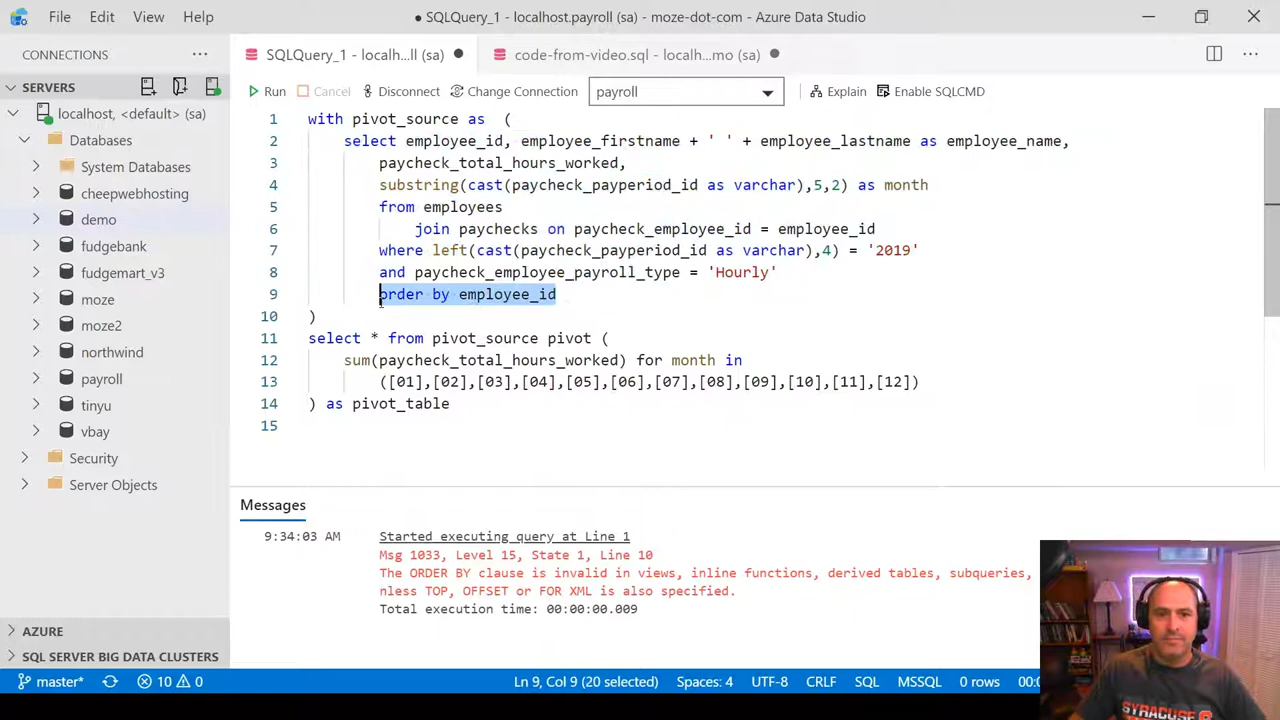 File Edit View Help
● SQLQuery_1 - localhost.payroll (sa) - moze-dot-com - Azure Data Studio
CONNECTIONS ···
SQLQuery_1 - localh...ll (sa) ●
code-from-video.sql - localh...mo (sa) ●
SERVERS
Run Cancel Disconnect Change Connection payroll Explain Enable SQLCMD
localhost, <default> (sa)
Databases
System Databases
cheepwebhosting
demo
fudgebank
fudgemart_v3
moze
moze2
northwind
payroll
tinyu
vbay
Security
Server Objects
AZURE
SQL SERVER BIG DATA CLUSTERS
1 with pivot_source as (
2 select employee_id, employee_firstname + ' ' + employee_lastname as employee_name,
3 paycheck_total_hours_worked,
4 substring(cast(paycheck_payperiod_id as varchar),5,2) as month
5 from employees
6 join paychecks on paycheck_employee_id = employee_id
7 where left(cast(paycheck_payperiod_id as varchar),4) = '2019'
8 and paycheck_employee_payroll_type = 'Hourly'
9 order by employee_id
10 )
11 select * from pivot_source pivot (
12 sum(paycheck_total_hours_worked) for month in
13 ([01],[02],[03],[04],[05],[06],[07],[08],[09],[10],[11],[12])
14 ) as pivot_table
15
Messages
9:34:03 AM Started executing query at Line 1
Msg 1033, Level 15, State 1, Line 10
The ORDER BY clause is invalid in views, inline functions, derived tables, subqueries,
nless TOP, OFFSET or FOR XML is also specified.
Total execution time: 00:00:00.009
SYRACUSE
master* 10 0 Ln 9, Col 9 (20 selected) Spaces: 4 UTF-8 CRLF SQL MSSQL 0 rows 00: